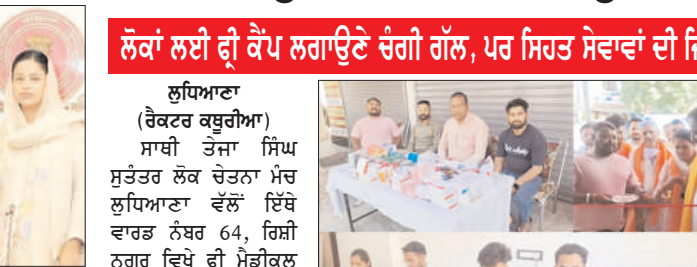 ਲੋਕਾਂ ਲਈ ਫ੍ਰੀ ਕੈਂਪ ਲਗਾਉਣੇ ਚੰਗੀ ਗੱਲ, ਪਰ ਸਿਹਤ ਸੇਵਾਵਾਂ ਦੀ
ਲੁਧਿਆਣਾ
(ਰੈਕਟਰ ਕਥੂਰੀਆ)
ਸਾਥੀ ਤੇਜਾ ਸਿੰਘ
ਸੁਤੰਤਰ ਲੋਕ ਚੇਤਨਾ ਮੰਚ
ਲੁਧਿਆਣਾ ਵੱਲੋਂ ਇੱਥੇ
ਵਾਰਡ ਨੰਬਰ 64, ਰਿਸ਼ੀ
ਨਗਰ ਵਿਖੇ ਫ੍ਰੀ ਮੈਡੀਕਲ